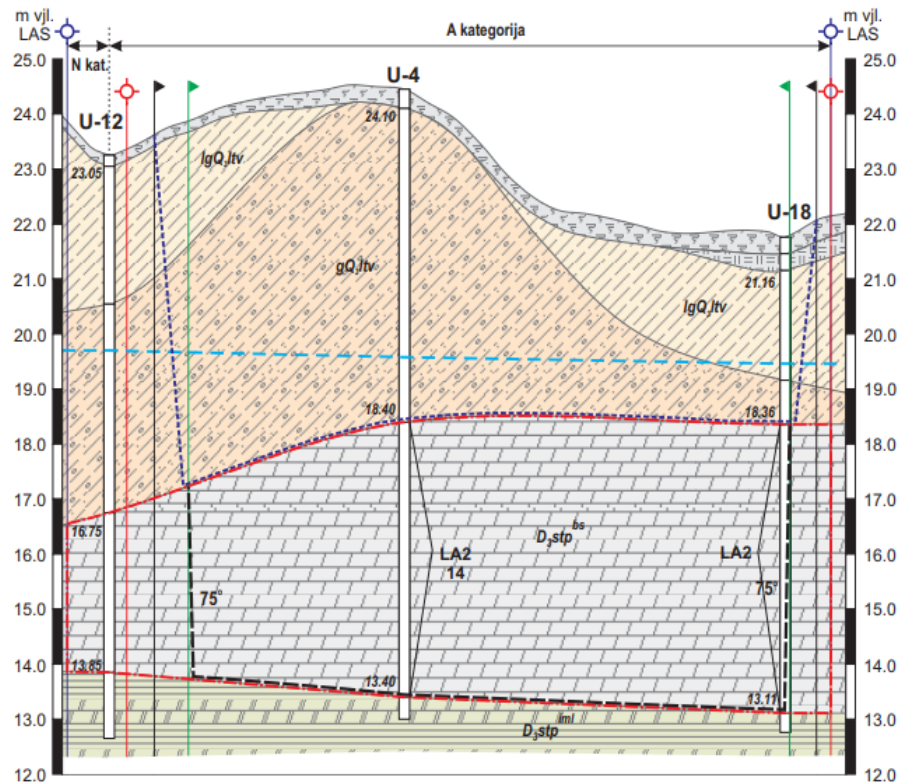 m vjl.
LAS
A kategorija
m vjl.
LAS
25.0
N kat.
25.0
U-4
24.0
24.10
24.0
U-12
lgQ₃ltv
23.05
23.0
23.0
U-18
22.0
22.0
gQ₃ltv
21.16
21.0
21.0
lgQ₃ltv
20.0
20.0
19.0
19.0
18.40
18.36
18.0
18.0
17.0
17.0
16.75
D₃stpᵇˢ
16.0
LA2
14
LA2
16.0
75°
75°
15.0
15.0
14.0
13.85
13.40
14.0
13.11
13.0
13.0
D₃stpⁱᵐˡ
12.0
12.0